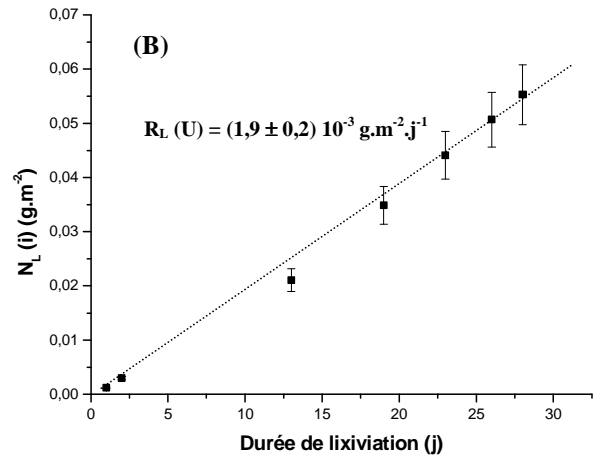 0,07
(B)
0,06
R_L (U) = (1,9 ± 0,2) 10⁻³ g.m⁻².j⁻¹
0,05
0,04
0,03
0,02
0,01
0,00
N_L (i) (g.m⁻²)
0 5 10 15 20 25 30
Durée de lixiviation (j)